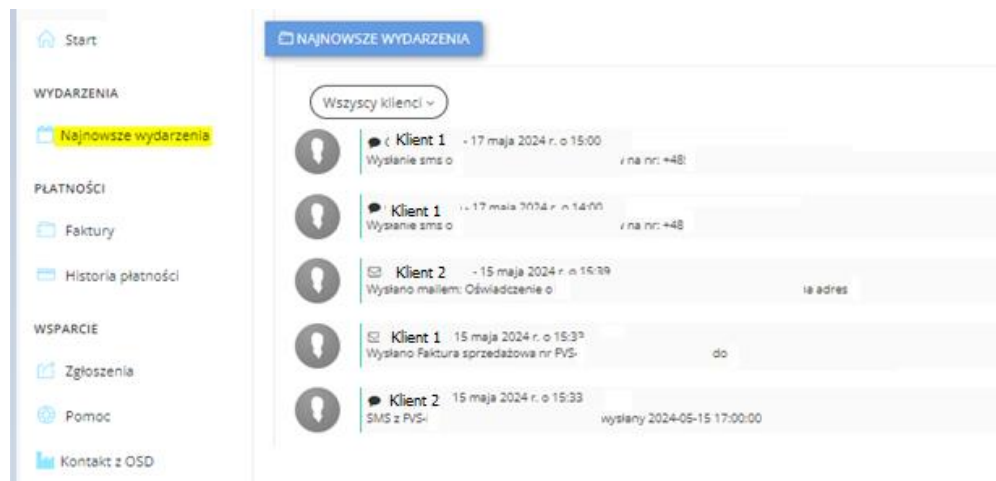 Start
WYDARZENIA
Najnowsze wydarzenia
PŁATNOŚCI
Faktury
Historia płatności
WSPARCIE
Zgłoszenia
Pomoc
Kontakt z OSD
NAJNOWSZE WYDARZENIA
Wszyscy klienci
Klient 1 - 17 maja 2024 r. o 15:00
Wysłanie sms o na nr: +48
Klient 1 - 17 maja 2024 r. o 14:00
Wysłanie sms o na nr: +48
Klient 2 - 15 maja 2024 r. o 15:39
Wysłano mailem: Oświadczenie o adres
Klient 1 15 maja 2024 r. o
Wysłano Faktura sprzedażowa nr PVS- do
Klient 2 15 maja 2024 r. o 15:33
SMS z PVS- wysłany 2024-05-15 17:00:00